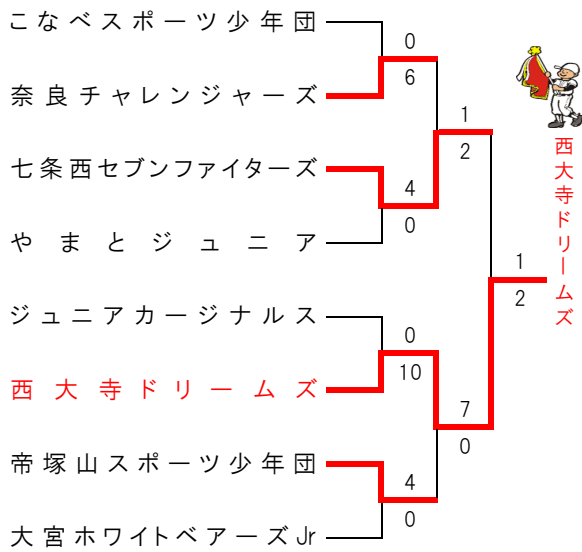 こなべスポーツ少年団
0
6
奈良チャレンジャーズ
1
2
七条西セブンファイターズ
4
0
やまとジュニア
西大寺ドリームズ
1
2
ジュニアカージナルス
0
10
西大寺ドリームズ
7
0
帝塚山スポーツ少年団
4
0
大宮ホワイトベアーズJr